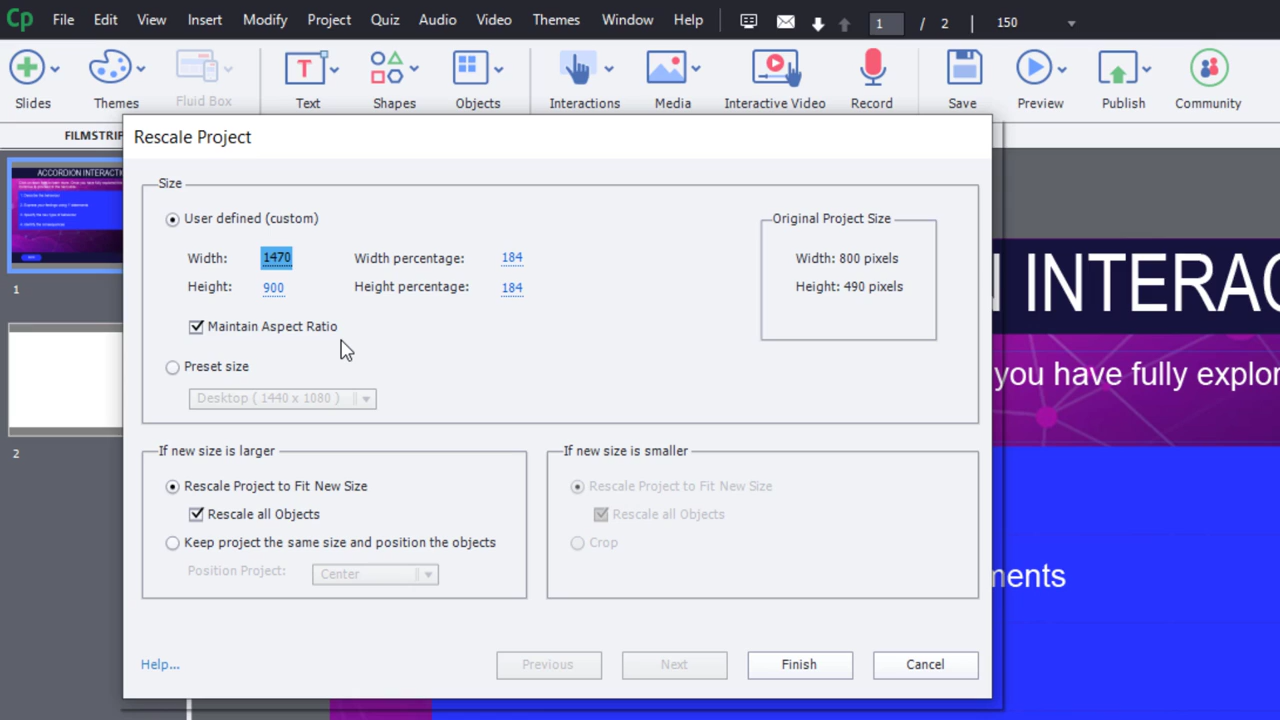 Cp File Edit View Insert Modify Project Quiz Audio Video Themes Window Help 1 / 2 150
Slides Themes Fluid Box Text Shapes Objects Interactions Media Interactive Video Record Save Preview Publish Community
FILMSTRIP
Rescale Project
ACCORDION INTERACTI
Size
User defined (custom)
Width: 1470 Width percentage: 184
Height: 900 Height percentage: 184
Maintain Aspect Ratio
Preset size
Desktop ( 1440 x 1080 )
Original Project Size
Width: 800 pixels
Height: 490 pixels
If new size is larger
Rescale Project to Fit New Size
Rescale all Objects
Keep project the same size and position the objects
Position Project: Center
If new size is smaller
Rescale Project to Fit New Size
Rescale all Objects
Crop
Help...
Previous Next Finish Cancel
1
2
N INTERAC
you have fully explor
ments